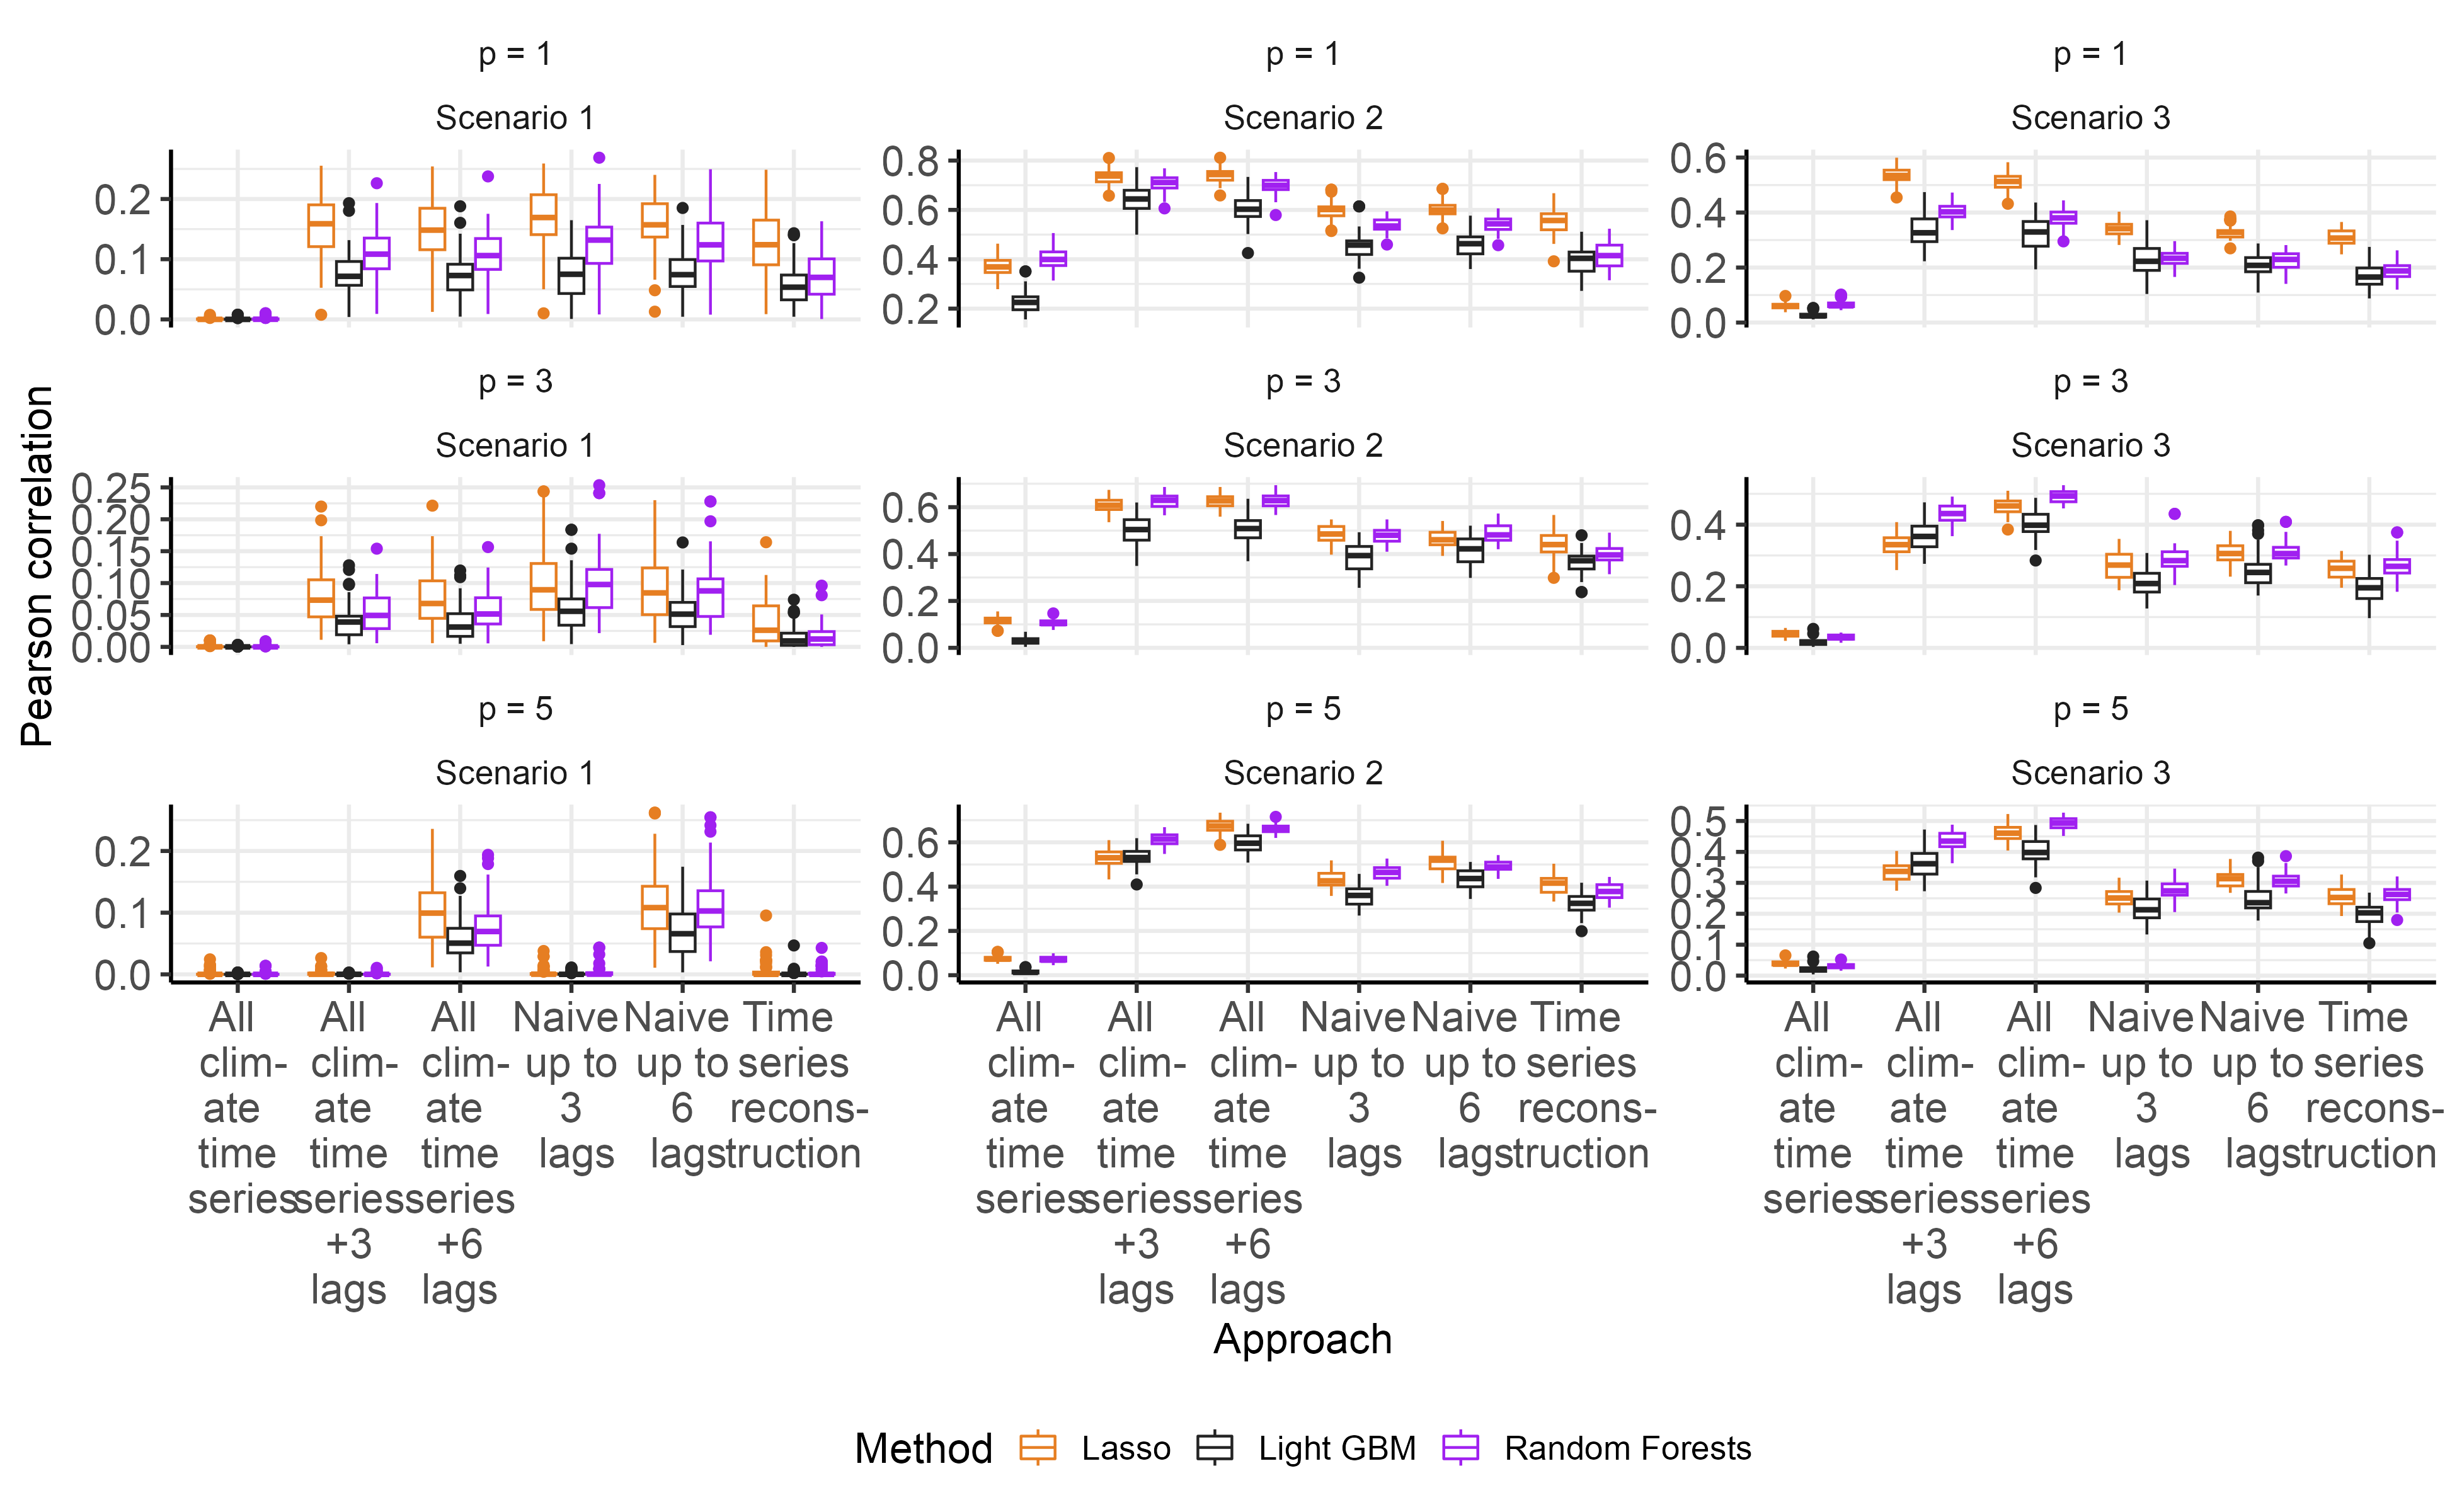 p = 1
p = 1
p = 1
Scenario 1
Scenario 2
Scenario 3
0.2
0.1
0.0
0.8
0.6
0.4
0.2
0.6
0.4
0.2
0.0
Pearson correlation
p = 3
p = 3
p = 3
Scenario 1
Scenario 2
Scenario 3
0.25
0.20
0.15
0.10
0.05
0.00
0.6
0.4
0.2
0.0
0.4
0.2
0.0
p = 5
p = 5
p = 5
Scenario 1
Scenario 2
Scenario 3
0.2
0.1
0.0
0.6
0.4
0.2
0.0
0.5
0.4
0.3
0.2
0.1
0.0
All
clim-
ate
time
series
All
clim-
ate
time
series
+3
lags
All
clim-
ate
time
series
+6
lags
Naive
up to
3
lags
Naive
up to
6
lags
Time
series
recons-
truction
All
clim-
ate
time
series
All
clim-
ate
time
series
+3
lags
All
clim-
ate
time
series
+6
lags
Naive
up to
3
lags
Naive
up to
6
lags
Time
series
recons-
truction
All
clim-
ate
time
series
All
clim-
ate
time
series
+3
lags
All
clim-
ate
time
series
+6
lags
Naive
up to
3
lags
Naive
up to
6
lags
Time
series
recons-
truction
Approach
Method Lasso Light GBM Random Forests